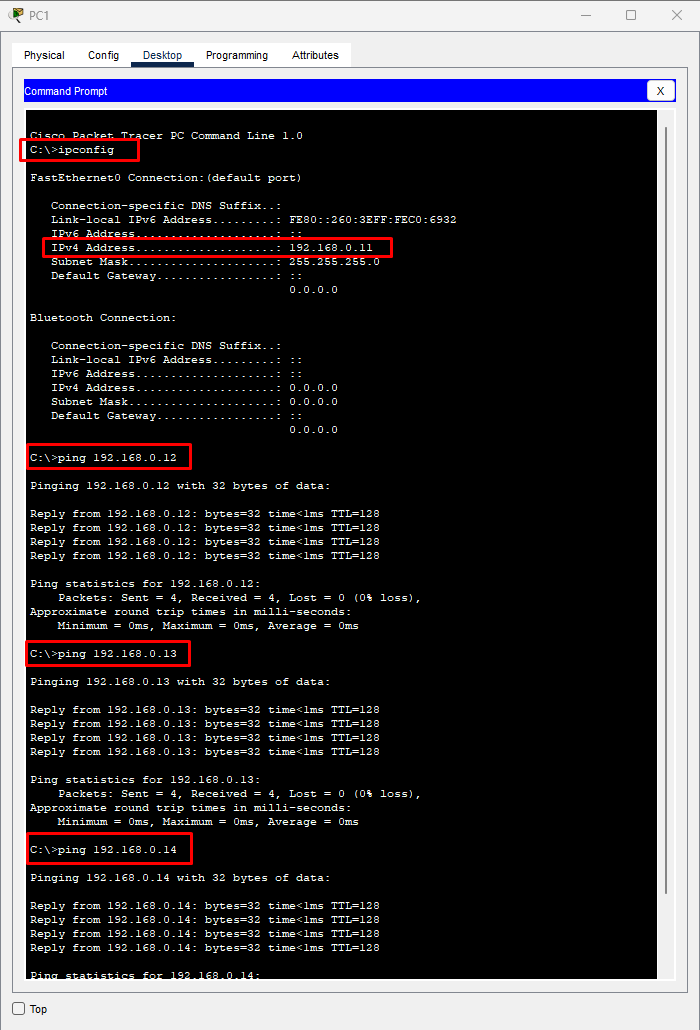 PC1
Physical Config Desktop Programming Attributes
Command Prompt X
Cisco Packet Tracer PC Command Line 1.0
C:\>ipconfig
FastEthernet0 Connection:(default port)
Connection-specific DNS Suffix..:
Link-local IPv6 Address.........: FE80::260:3EFF:FEC0:6932
IPv6 Address....................: ::
IPv4 Address....................: 192.168.0.11
Subnet Mask.....................: 255.255.255.0
Default Gateway.................: ::
0.0.0.0
Bluetooth Connection:
Connection-specific DNS Suffix..:
Link-local IPv6 Address.........: ::
IPv6 Address....................: ::
IPv4 Address....................: 0.0.0.0
Subnet Mask.....................: 0.0.0.0
Default Gateway.................: ::
0.0.0.0
C:\>ping 192.168.0.12
Pinging 192.168.0.12 with 32 bytes of data:
Reply from 192.168.0.12: bytes=32 time<1ms TTL=128
Reply from 192.168.0.12: bytes=32 time<1ms TTL=128
Reply from 192.168.0.12: bytes=32 time<1ms TTL=128
Reply from 192.168.0.12: bytes=32 time<1ms TTL=128
Ping statistics for 192.168.0.12:
Packets: Sent = 4, Received = 4, Lost = 0 (0% loss),
Approximate round trip times in milli-seconds:
Minimum = 0ms, Maximum = 0ms, Average = 0ms
C:\>ping 192.168.0.13
Pinging 192.168.0.13 with 32 bytes of data:
Reply from 192.168.0.13: bytes=32 time<1ms TTL=128
Reply from 192.168.0.13: bytes=32 time<1ms TTL=128
Reply from 192.168.0.13: bytes=32 time<1ms TTL=128
Reply from 192.168.0.13: bytes=32 time<1ms TTL=128
Ping statistics for 192.168.0.13:
Packets: Sent = 4, Received = 4, Lost = 0 (0% loss),
Approximate round trip times in milli-seconds:
Minimum = 0ms, Maximum = 0ms, Average = 0ms
C:\>ping 192.168.0.14
Pinging 192.168.0.14 with 32 bytes of data:
Reply from 192.168.0.14: bytes=32 time<1ms TTL=128
Reply from 192.168.0.14: bytes=32 time<1ms TTL=128
Reply from 192.168.0.14: bytes=32 time<1ms TTL=128
Reply from 192.168.0.14: bytes=32 time<1ms TTL=128
Ping statistics for 192.168.0.14:
Top